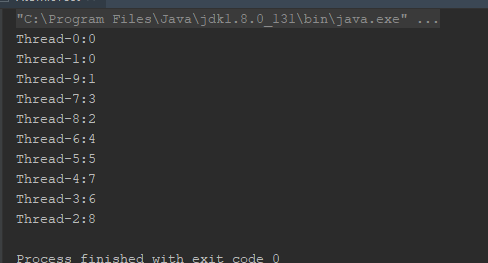 "C:\Program Files\Java\jdk1.8.0_131\bin\java.exe" ...
Thread-0:0
Thread-1:0
Thread-9:1
Thread-7:3
Thread-8:2
Thread-6:4
Thread-5:5
Thread-4:7
Thread-3:6
Thread-2:8
Process finished with exit code 0